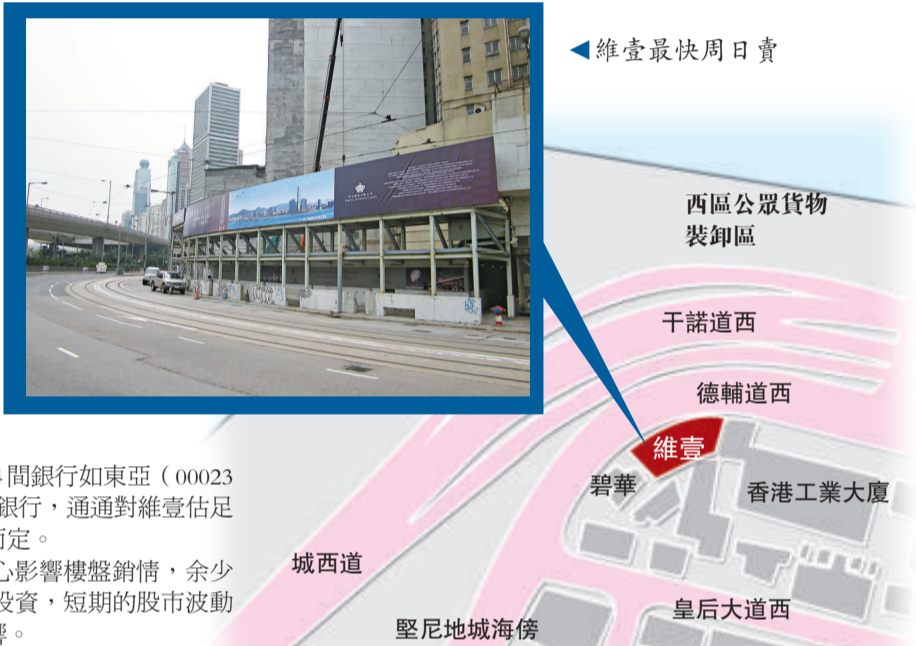 ◀維壹最快周日賣
西區公眾貨物
裝卸區
干諾道西
德輔道西
維壹
碧華
香港工業大廈
城西道
皇后大道西
堅尼地城海傍
間銀行如東亞（00023
銀行，通通對維壹估足
而定。
心影響樓盤銷情，余少
投資，短期的股市波動
響。